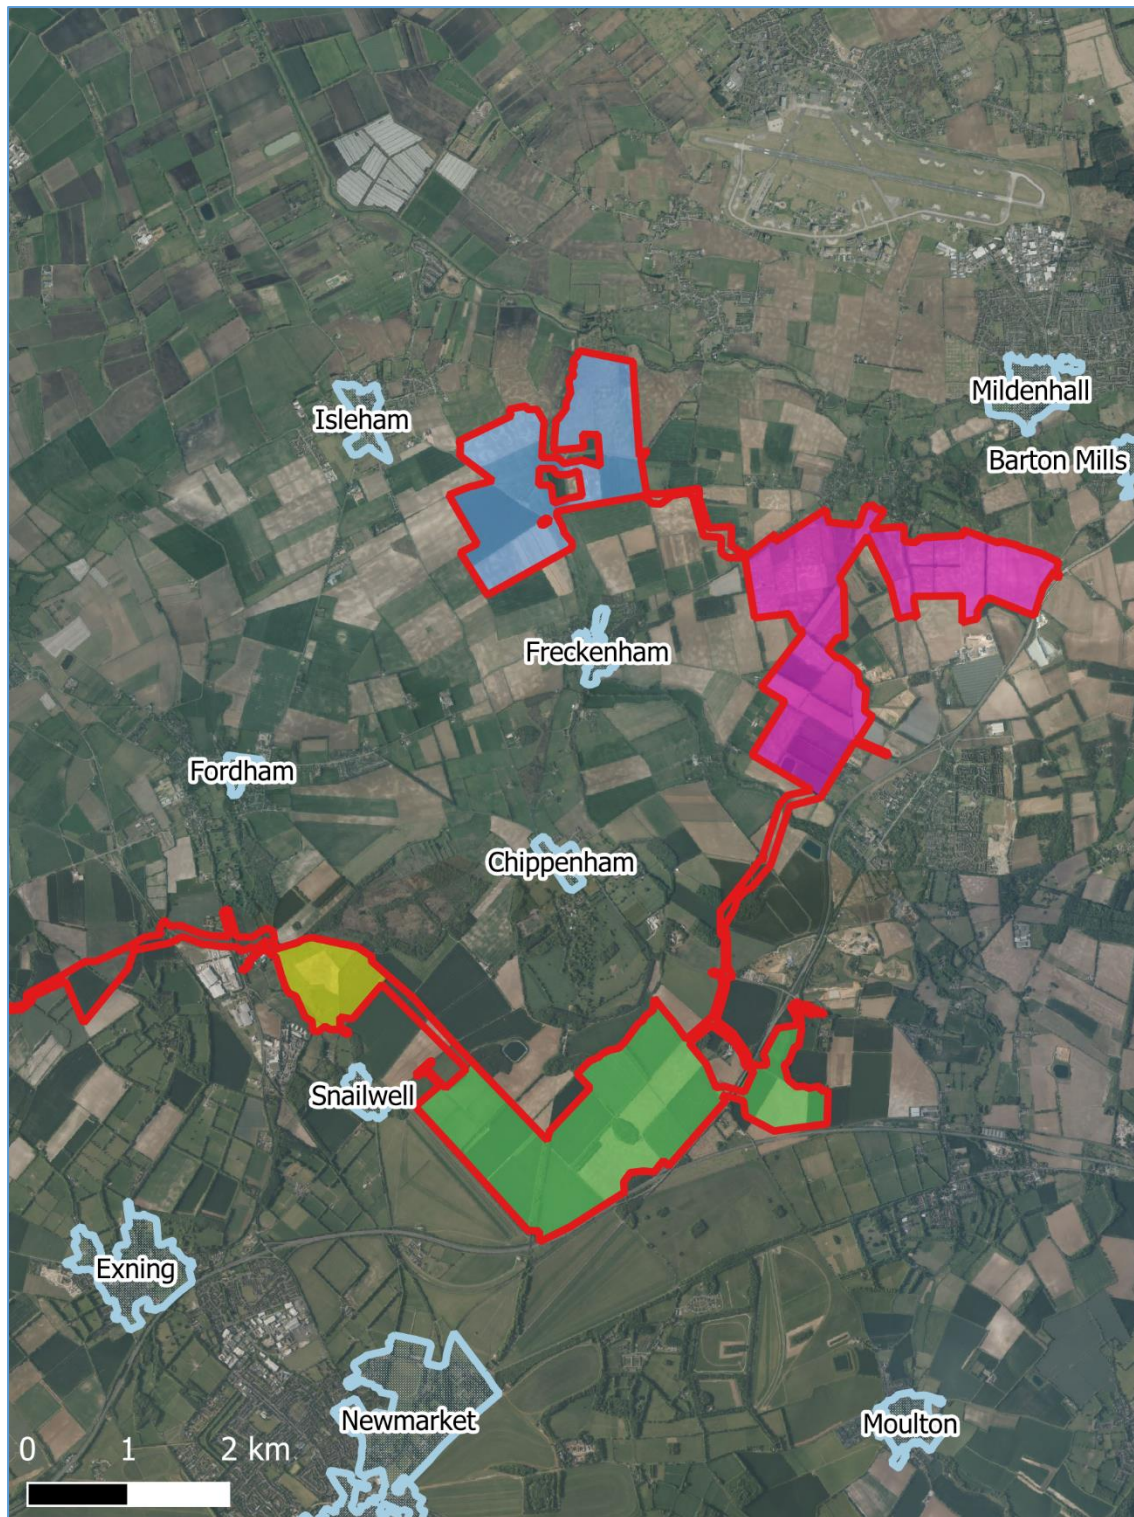 Mildenhall
Isleham
Barton Mills
Freckenham
Fordham
Chippenham
Snailwell
Exning
Newmarket
Moulton
0 1 2 km